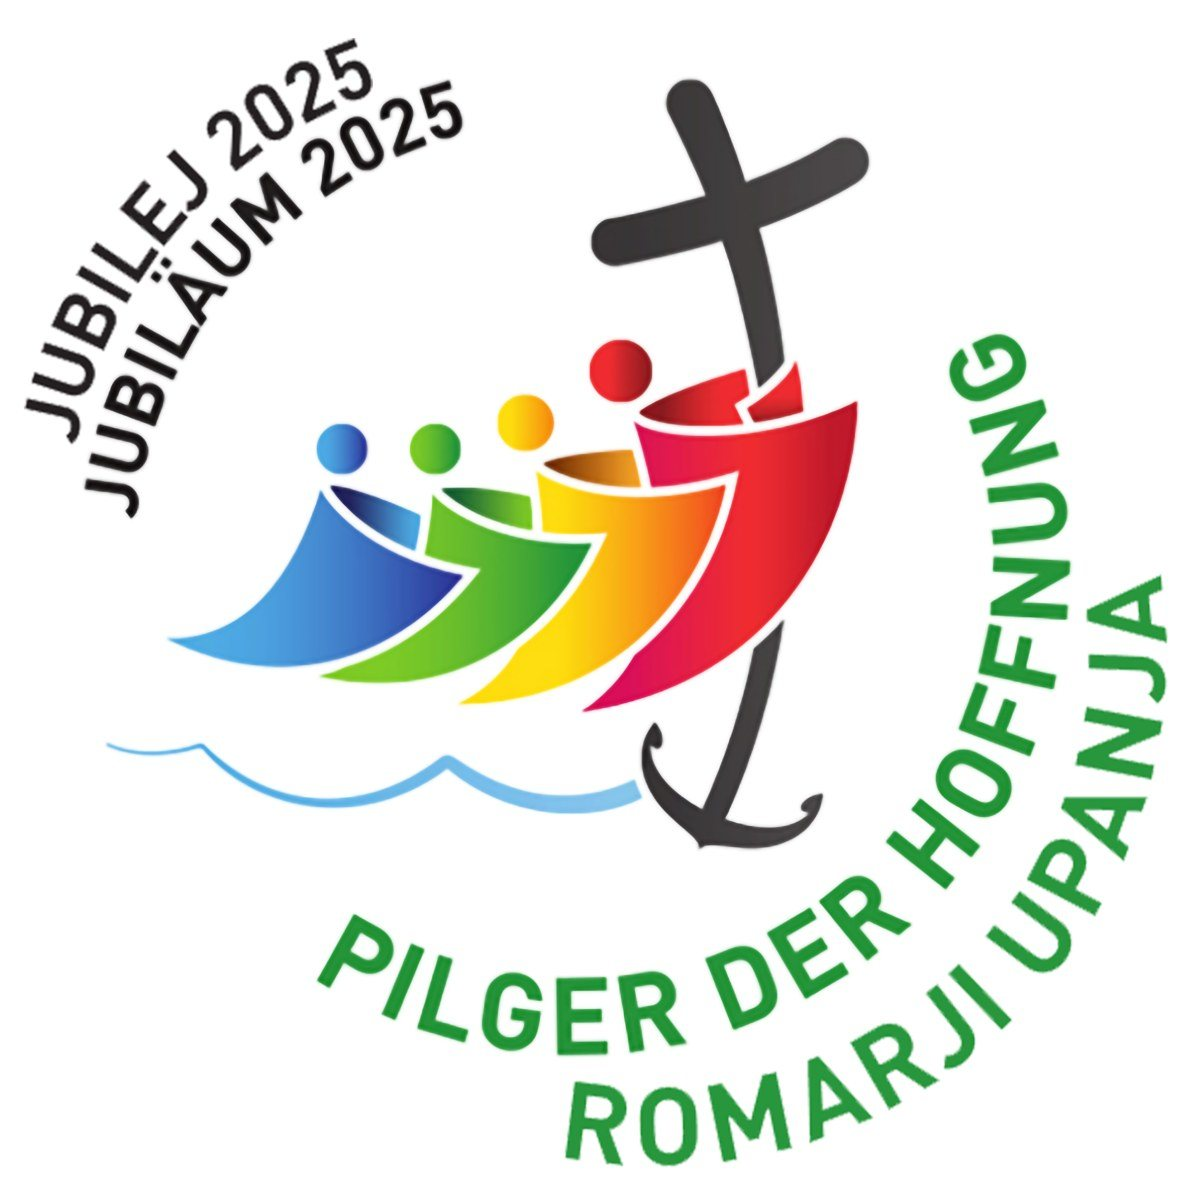 JUBILEJ 2025
JUBILÄUM 2025
PILGER DER HOFFNUNG
ROMARJI UPANJA